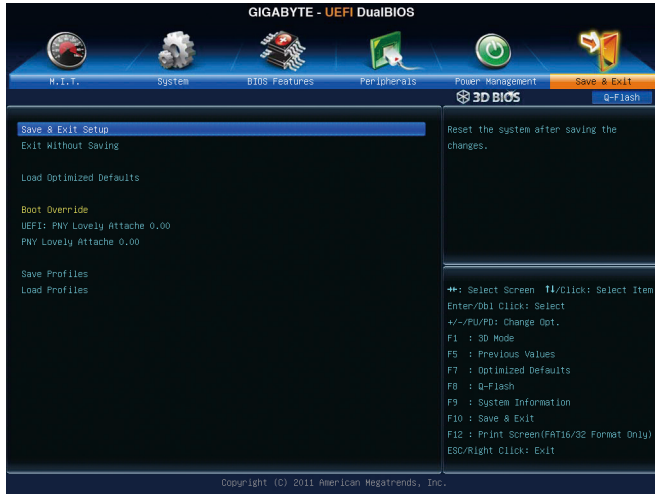 GIGABYTE - UEFI DualBIOS
M.I.T. System BIOS Features Peripherals Power Management Save & Exit
3D BIOS Q-Flash
Save & Exit Setup
Exit Without Saving
Load Optimized Defaults
Boot Override
UEFI: PNY Lovely Attache 0.00
PNY Lovely Attache 0.00
Save Profiles
Load Profiles
Reset the system after saving the
changes.
→←: Select Screen ↑↓/Click: Select Item
Enter/Dbl Click: Select
+/-/PU/PD: Change Opt.
F1 : 3D Mode
F5 : Previous Values
F7 : Optimized Defaults
F8 : Q-Flash
F9 : System Information
F10 : Save & Exit
F12 : Print Screen(FAT16/32 Format Only)
ESC/Right Click: Exit
Copyright (C) 2011 American Megatrends, Inc.